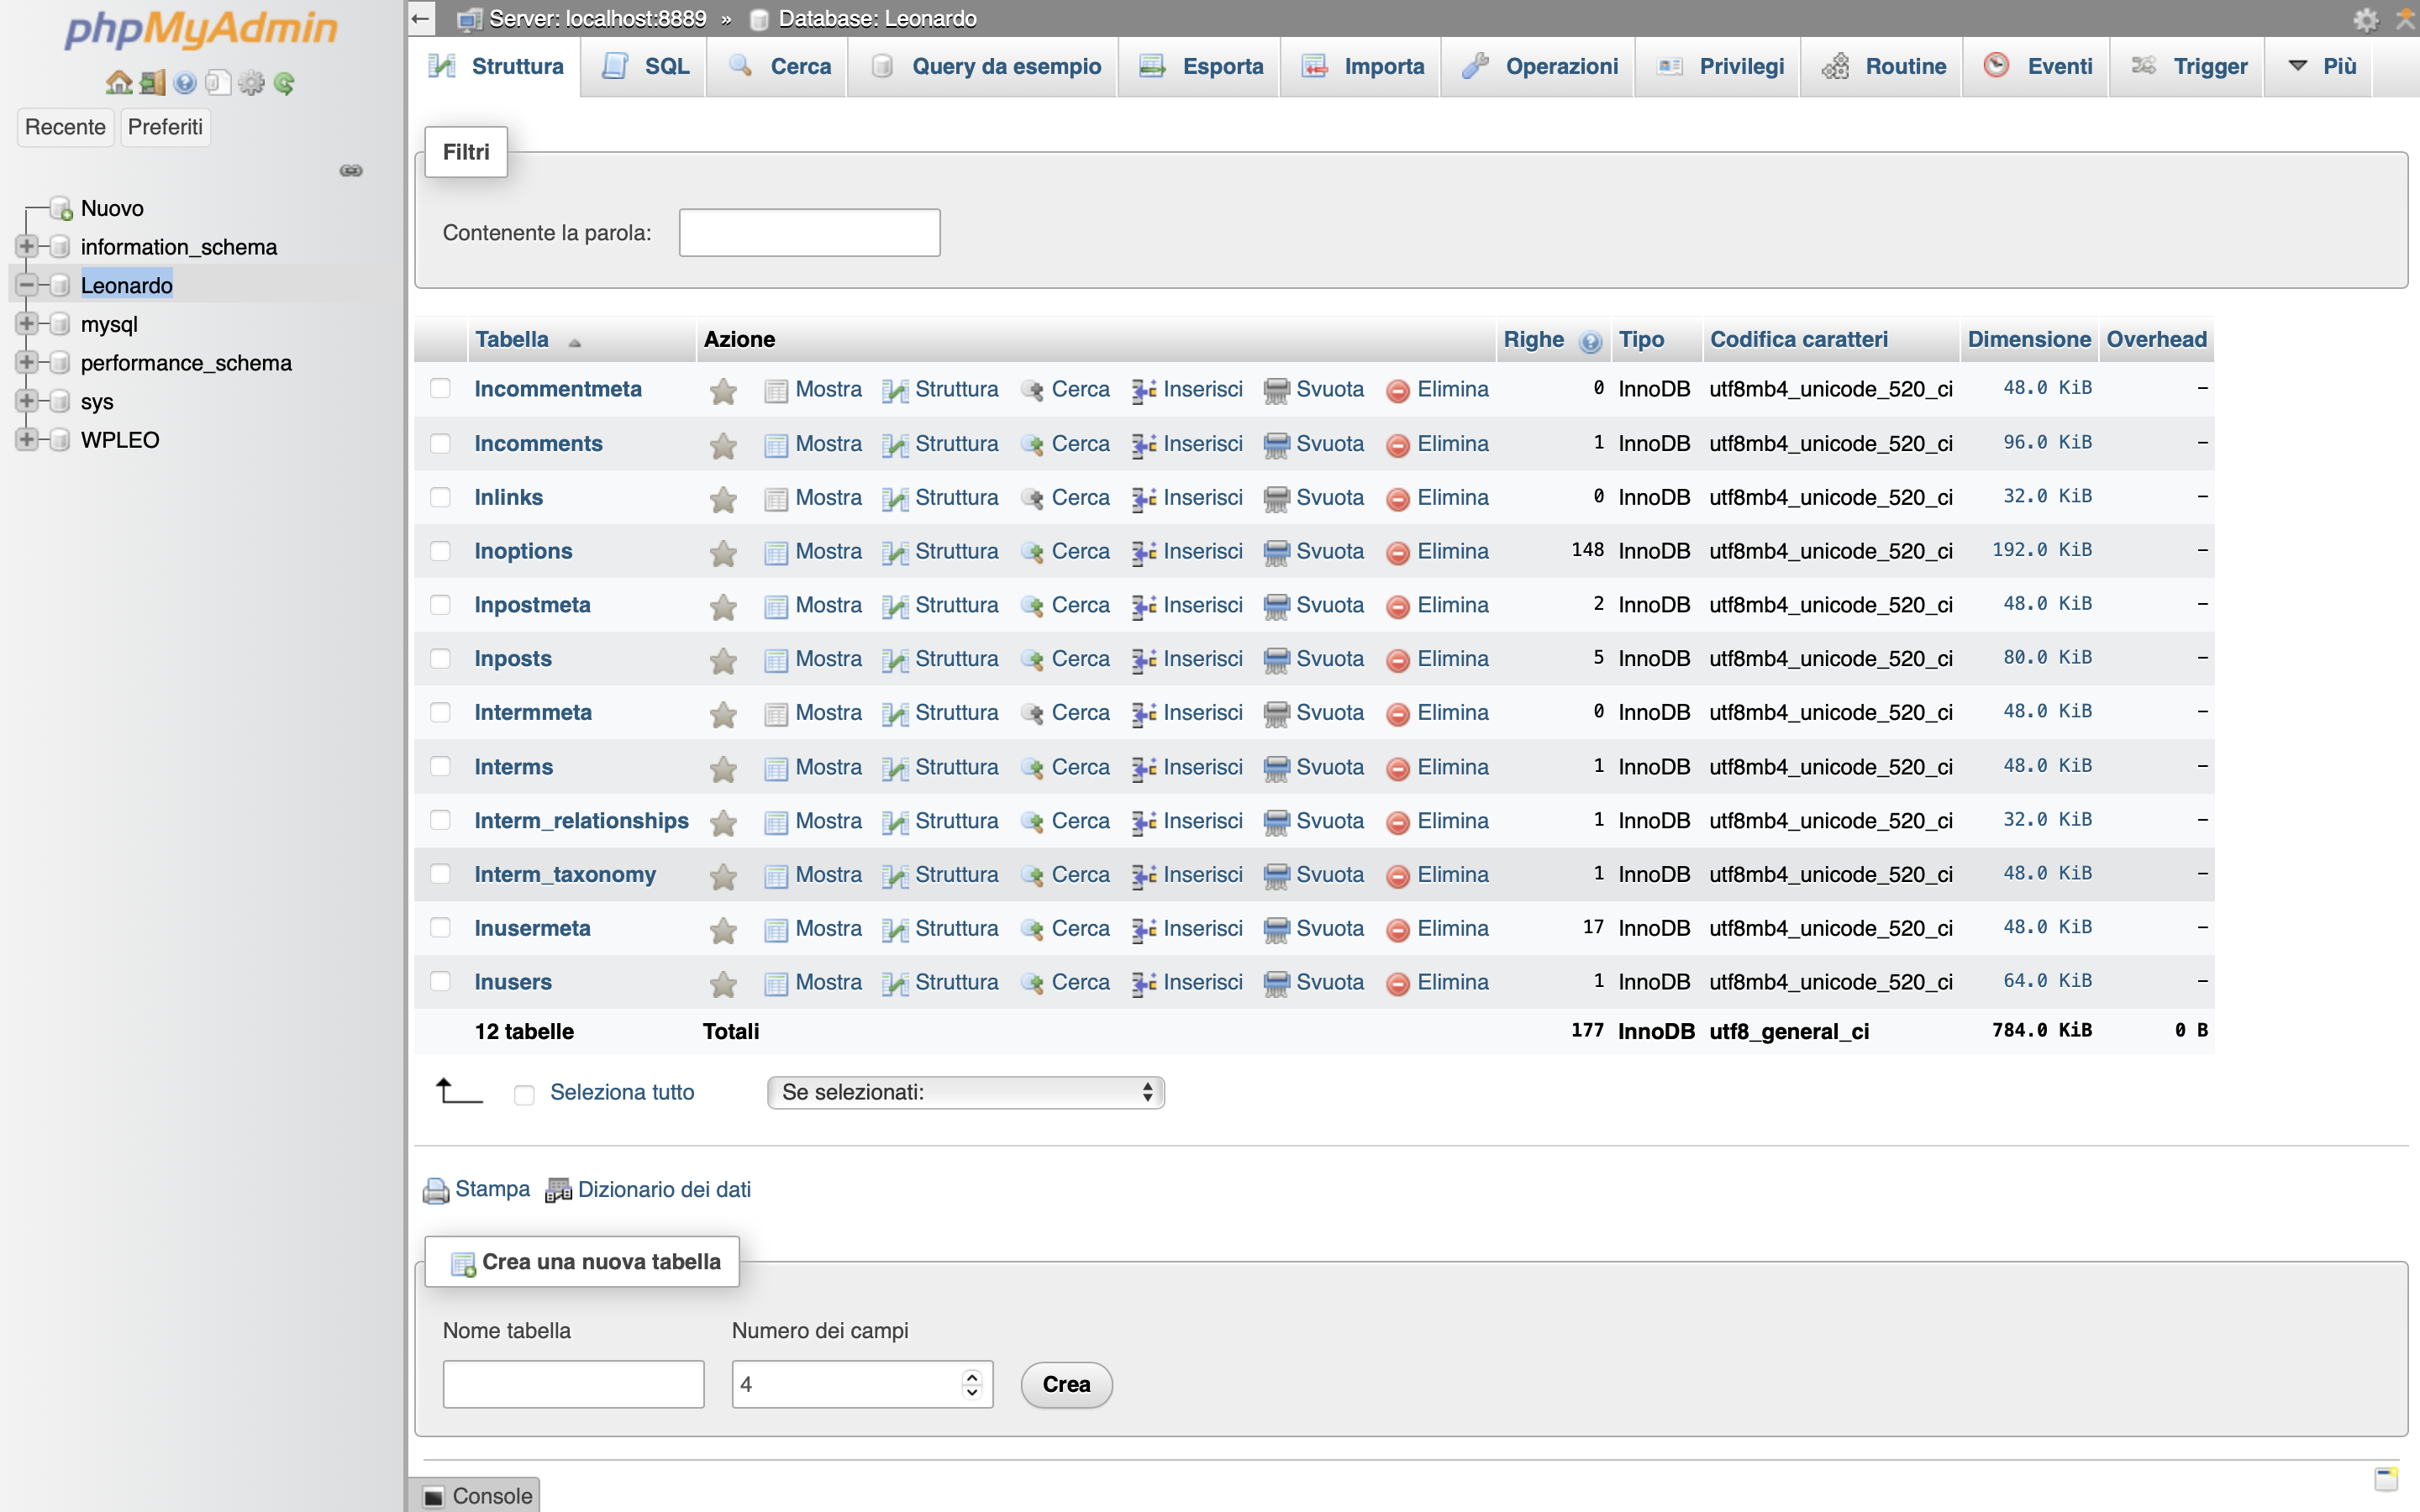 phpMyAdmin
Recente Preferiti
Nuovo
information_schema
Leonardo
mysql
performance_schema
sys
WPLEO
Server: localhost:8889 » Database: Leonardo
Struttura SQL Cerca Query da esempio Esporta Importa Operazioni Privilegi Routine Eventi Trigger Più
Filtri
Contenente la parola:
Tabella Azione Righe Tipo Codifica caratteri Dimensione Overhead
Incommentmeta Mostra Struttura Cerca Inserisci Svuota Elimina 0 InnoDB utf8mb4_unicode_520_ci 48.0 KiB –
Incomments Mostra Struttura Cerca Inserisci Svuota Elimina 1 InnoDB utf8mb4_unicode_520_ci 96.0 KiB –
Inlinks Mostra Struttura Cerca Inserisci Svuota Elimina 0 InnoDB utf8mb4_unicode_520_ci 32.0 KiB –
Inoptions Mostra Struttura Cerca Inserisci Svuota Elimina 148 InnoDB utf8mb4_unicode_520_ci 192.0 KiB –
Inpostmeta Mostra Struttura Cerca Inserisci Svuota Elimina 2 InnoDB utf8mb4_unicode_520_ci 48.0 KiB –
Inposts Mostra Struttura Cerca Inserisci Svuota Elimina 5 InnoDB utf8mb4_unicode_520_ci 80.0 KiB –
Intermmeta Mostra Struttura Cerca Inserisci Svuota Elimina 0 InnoDB utf8mb4_unicode_520_ci 48.0 KiB –
Interms Mostra Struttura Cerca Inserisci Svuota Elimina 1 InnoDB utf8mb4_unicode_520_ci 48.0 KiB –
Interm_relationships Mostra Struttura Cerca Inserisci Svuota Elimina 1 InnoDB utf8mb4_unicode_520_ci 32.0 KiB –
Interm_taxonomy Mostra Struttura Cerca Inserisci Svuota Elimina 1 InnoDB utf8mb4_unicode_520_ci 48.0 KiB –
Inusermeta Mostra Struttura Cerca Inserisci Svuota Elimina 17 InnoDB utf8mb4_unicode_520_ci 48.0 KiB –
Inusers Mostra Struttura Cerca Inserisci Svuota Elimina 1 InnoDB utf8mb4_unicode_520_ci 64.0 KiB –
12 tabelle Totali 177 InnoDB utf8_general_ci 784.0 KiB 0 B
Seleziona tutto Se selezionati:
Stampa Dizionario dei dati
Crea una nuova tabella
Nome tabella Numero dei campi
4 Crea
Console